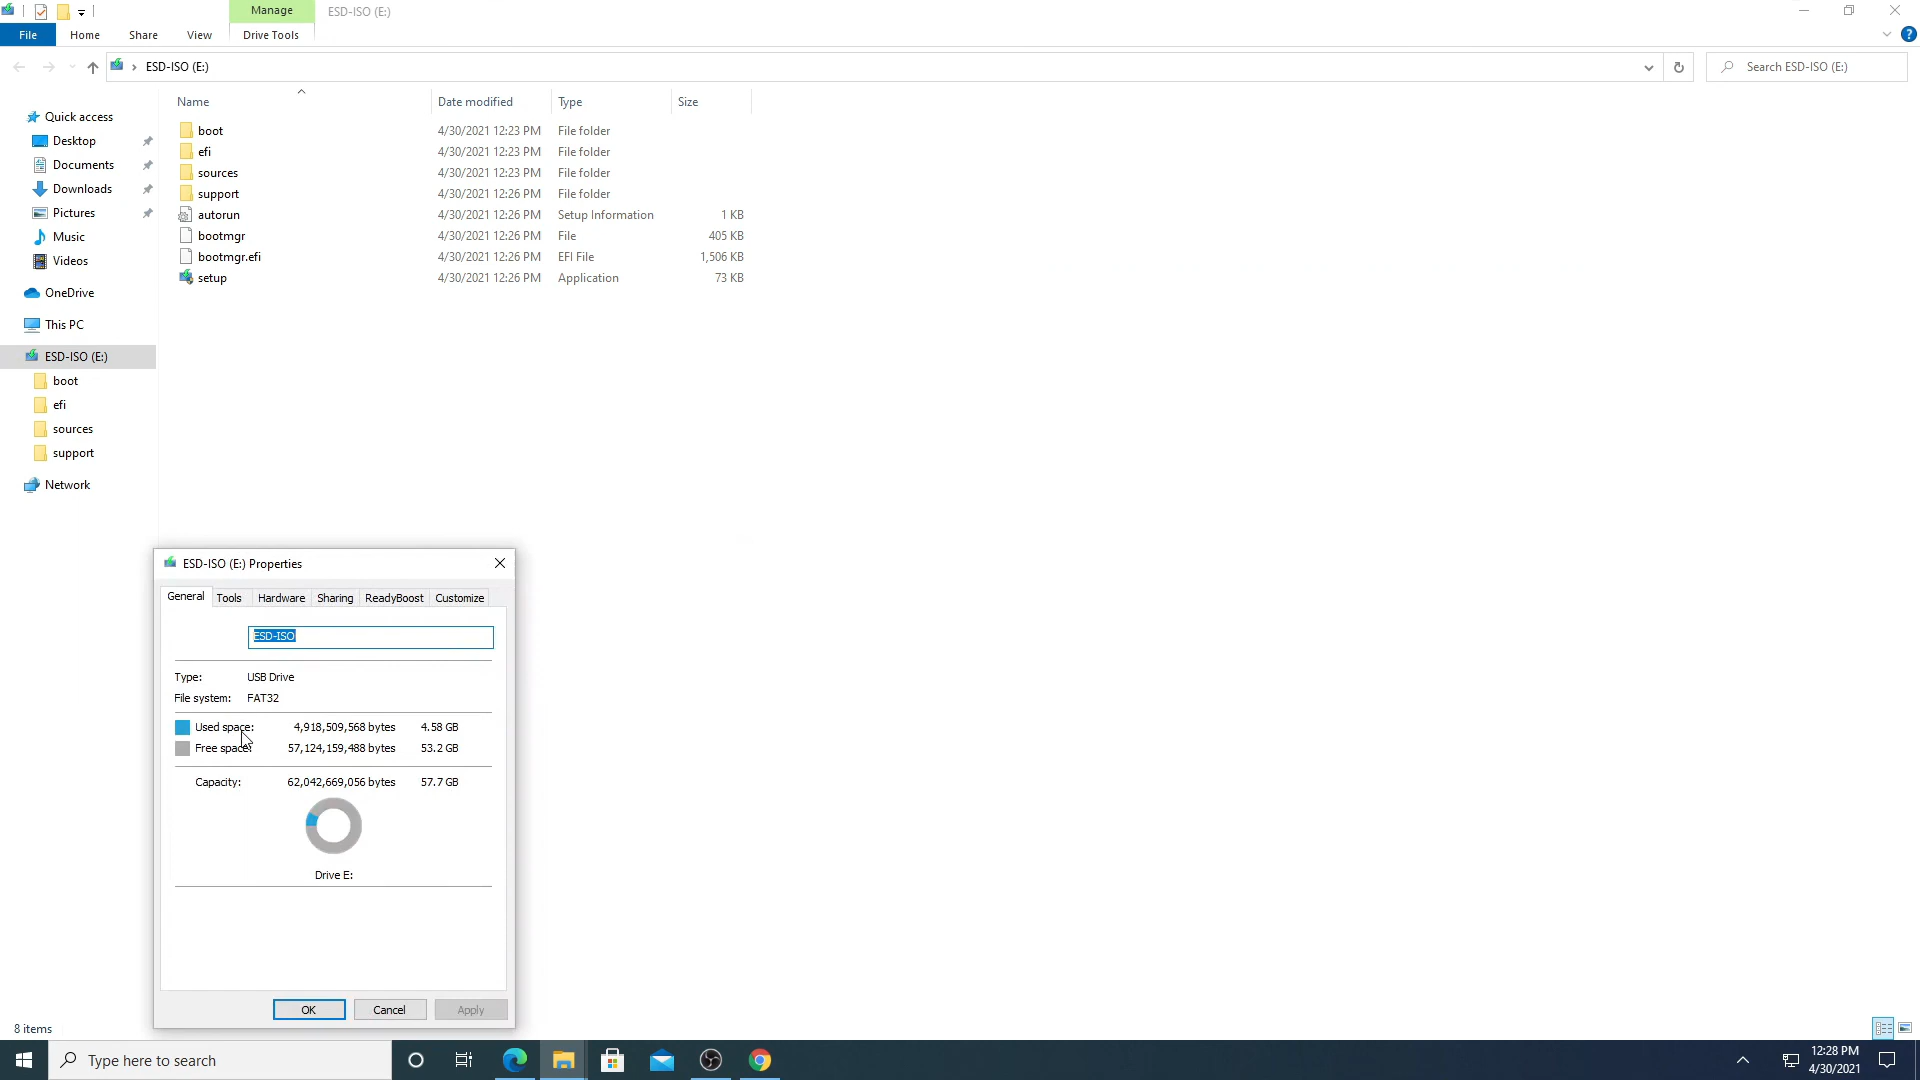 Manage
ESD-ISO (E:)
File
Home
Share
View
Drive Tools
?
ESD-ISO (E:)
Search ESD-ISO (E:)
Name
Date modified
Type
Size
Quick access
Desktop
Documents
Downloads
Pictures
Music
Videos
OneDrive
This PC
ESD-ISO (E:)
boot
efi
sources
support
Network
boot 4/30/2021 12:23 PM File folder
efi 4/30/2021 12:23 PM File folder
sources 4/30/2021 12:23 PM File folder
support 4/30/2021 12:26 PM File folder
autorun 4/30/2021 12:26 PM Setup Information 1 KB
bootmgr 4/30/2021 12:26 PM File 405 KB
bootmgr.efi 4/30/2021 12:26 PM EFI File 1,506 KB
setup 4/30/2021 12:26 PM Application 73 KB
ESD-ISO (E:) Properties
General
Tools
Hardware
Sharing
ReadyBoost
Customize
ESD-ISO
Type: USB Drive
File system: FAT32
Used space: 4,918,509,568 bytes 4.58 GB
Free space: 57,124,159,488 bytes 53.2 GB
Capacity: 62,042,669,056 bytes 57.7 GB
Drive E:
OK
Cancel
Apply
8 items
Type here to search
12:28 PM
4/30/2021